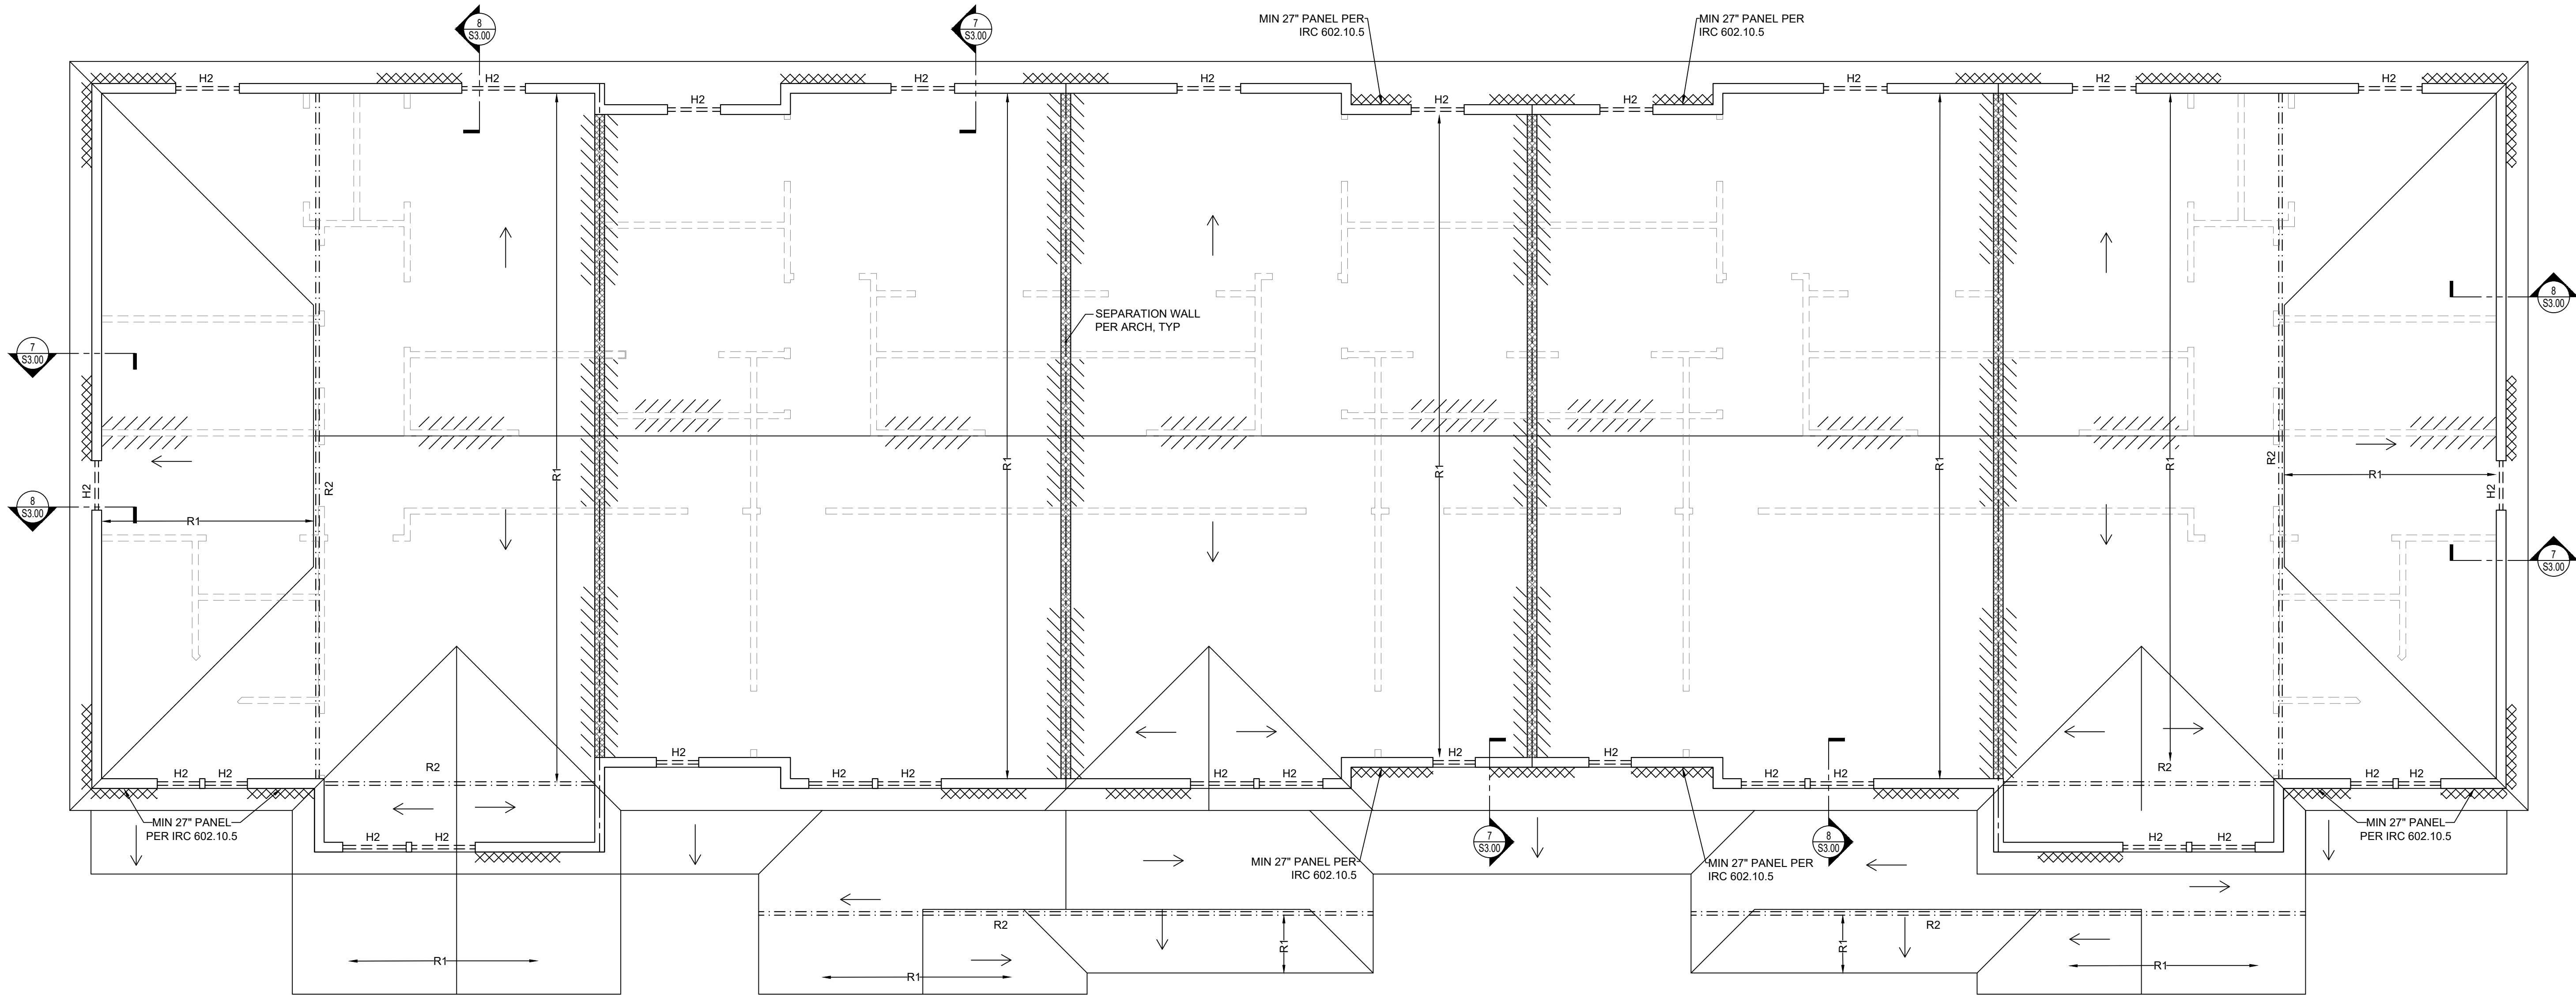 8
S3.00
7
S3.00
MIN 27" PANEL PER
IRC 602.10.5
MIN 27" PANEL PER
IRC 602.10.5
H2
H2
H2
H2
H2
H2
H2
H2
H2
H2
8
S3.00
SEPARATION WALL
PER ARCH, TYP
7
S3.00
R1
R1
R1
R1
R1
R2
R2
R1
H2
H2
R1
8
S3.00
7
S3.00
H2
H2
R2
H2
H2
H2
H2
H2
H2
H2
H2
H2
R2
H2
H2
MIN 27" PANEL
PER IRC 602.10.5
H2
H2
7
S3.00
8
S3.00
H2
H2
MIN 27" PANEL
PER IRC 602.10.5
MIN 27" PANEL PER
IRC 602.10.5
MIN 27" PANEL PER
IRC 602.10.5
R2
R2
R1
R1
R1
R1
R1